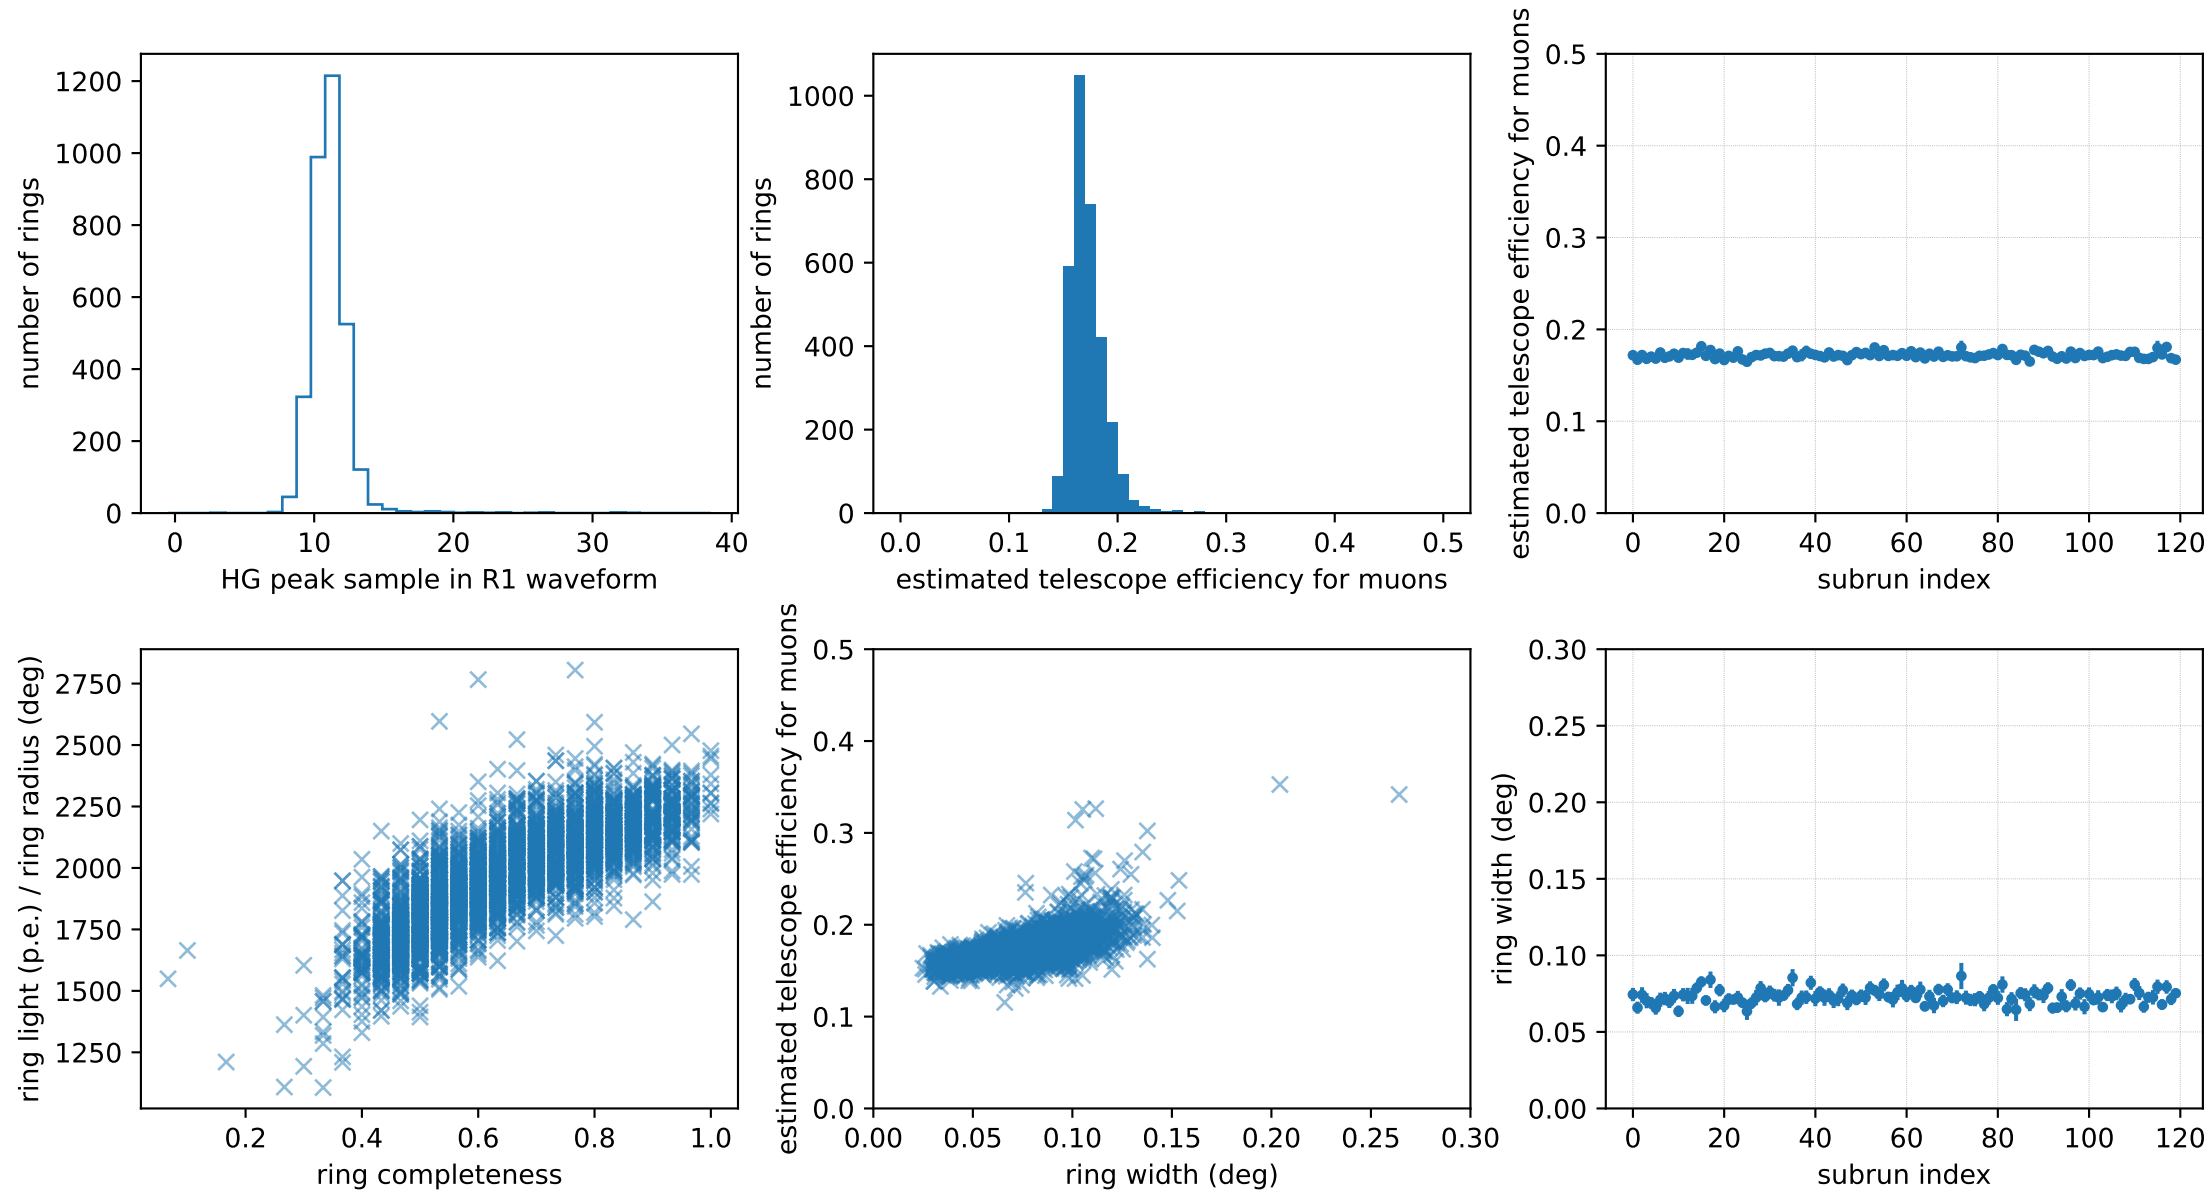 number of rings
1200
1000
800
600
400
200
0
0 10 20 30 40
HG peak sample in R1 waveform
number of rings
1000
800
600
400
200
0
0.0 0.1 0.2 0.3 0.4 0.5
estimated telescope efficiency for muons
estimated telescope efficiency for muons
0.5
0.4
0.3
0.2
0.1
0.0
0 20 40 60 80 100 120
subrun index
ring light (p.e.) / ring radius (deg)
2750
2500
2250
2000
1750
1500
1250
0.2 0.4 0.6 0.8 1.0
ring completeness
estimated telescope efficiency for muons
0.5
0.4
0.3
0.2
0.1
0.0
0.00 0.05 0.10 0.15 0.20 0.25 0.30
ring width (deg)
ring width (deg)
0.30
0.25
0.20
0.15
0.10
0.05
0.00
0 20 40 60 80 100 120
subrun index